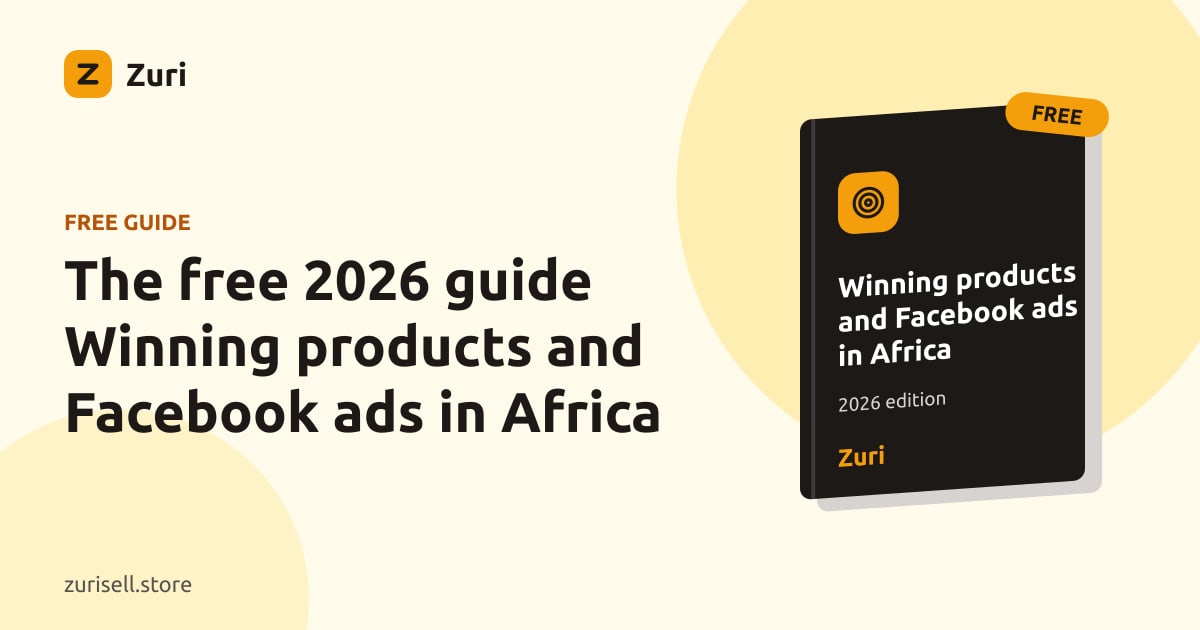 Zuri
FREE GUIDE
The free 2026 guide
Winning products and
Facebook ads in Africa
zurisell.store
FREE
Winning products
and Facebook ads
in Africa
2026 edition
Zuri